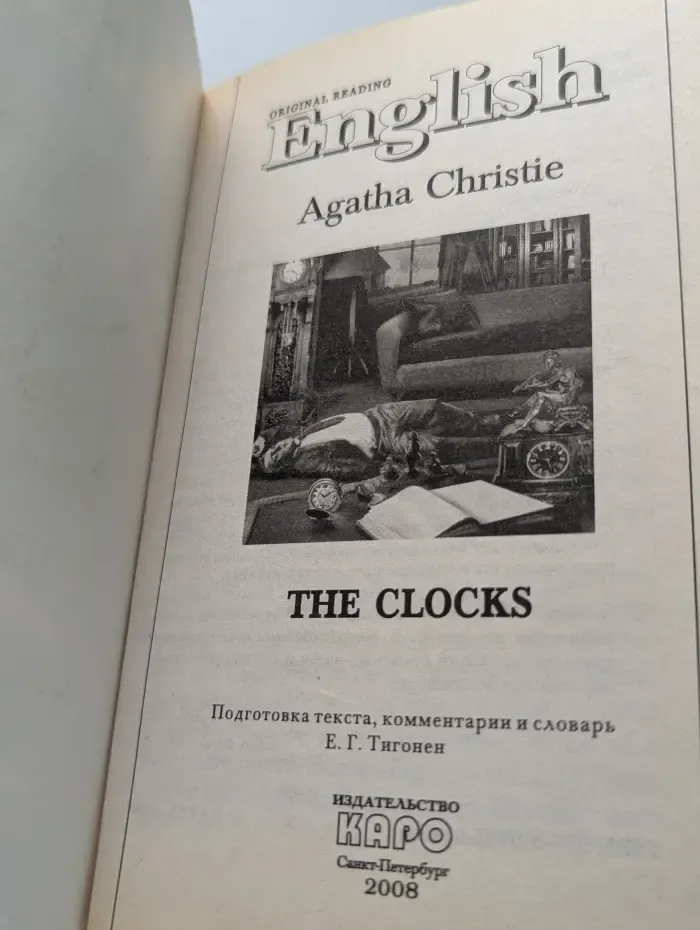 ORIGINAL READING
English
Agatha Christie
THE CLOCKS
Подготовка текста, комментарии и словарь
Е. Г. Тигонен
ИЗДАТЕЛЬСТВО
КАРО
Санкт-Петербург
2008